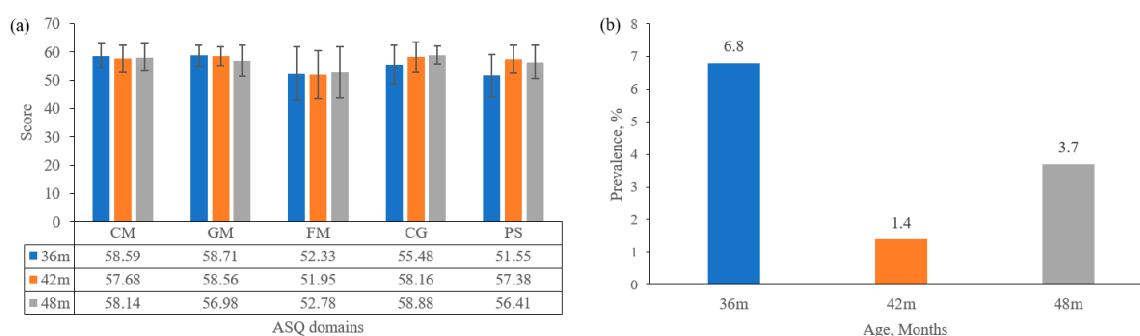 (a)
70
60
50
40
30
20
10
0
Score
CM GM FM CG PS
36m 58.59 58.71 52.33 55.48 51.55
42m 57.68 58.56 51.95 58.16 57.38
48m 58.14 56.98 52.78 58.88 56.41
ASQ domains
(b)
8
7
6
5
4
3
2
1
0
Prevalence, %
6.8
1.4
3.7
36m 42m 48m
Age, Months